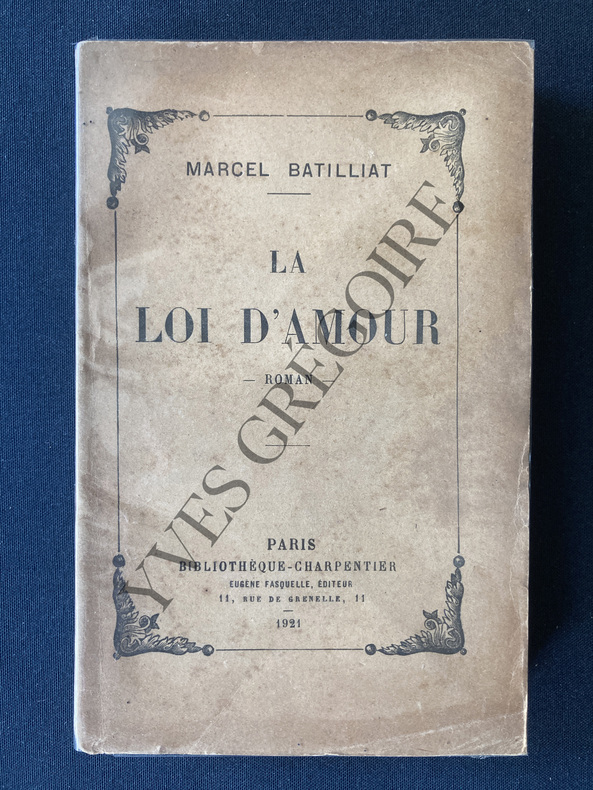 MARCEL BATILLIAT
LA
LOI D'AMOUR
— ROMAN —
PARIS
BIBLIOTHÈQUE-CHARPENTIER
EUGÈNE FASQUELLE, ÉDITEUR
11, RUE DE GRENELLE, 11
1921
YVES GRÉGOIRE